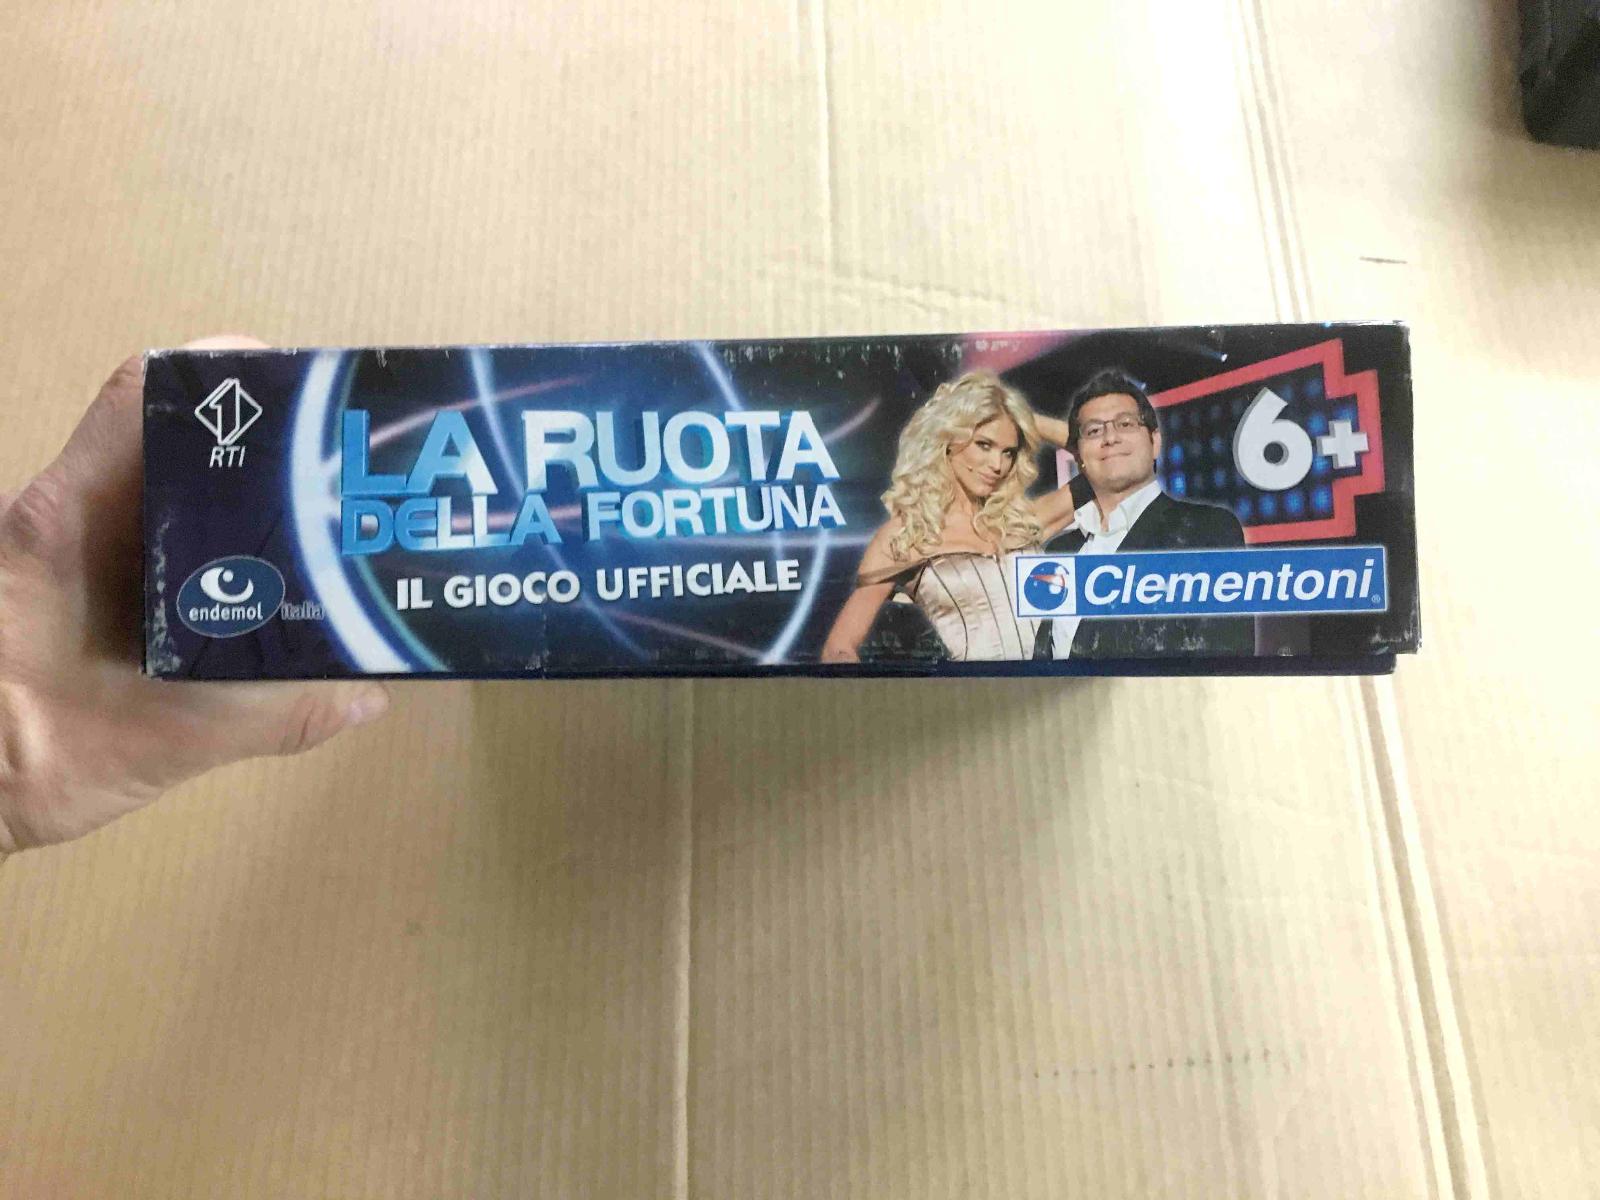 1
RTI
LA RUOTA
DELLA FORTUNA
IL GIOCO UFFICIALE
endemol italia
6+
Clementoni®